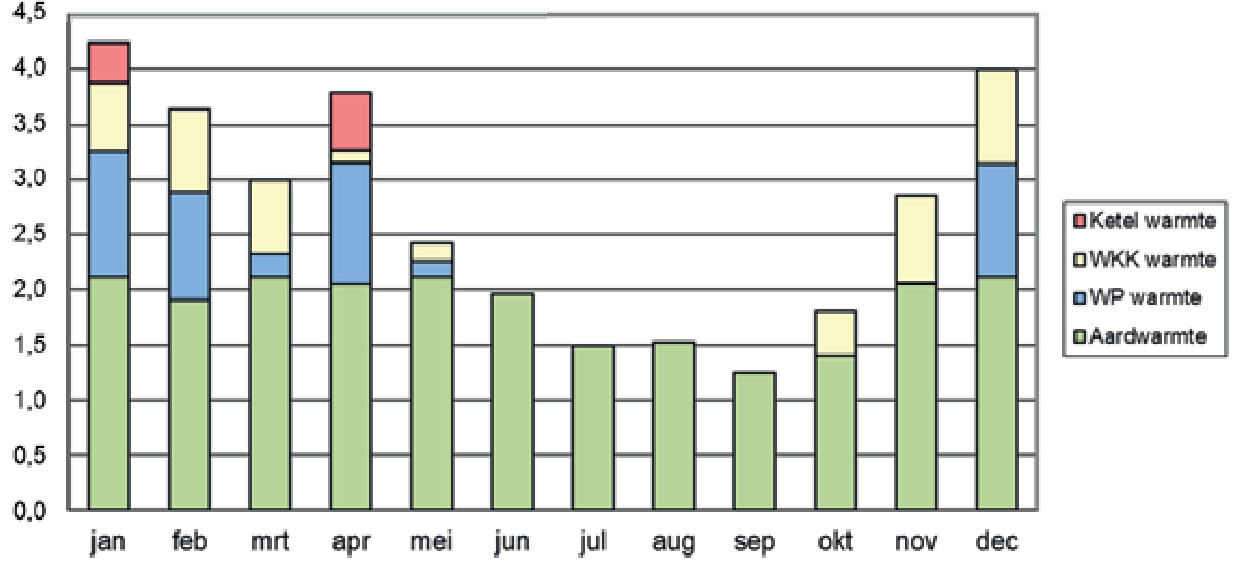 4,5
4,0
3,5
3,0
2,5
2,0
1,5
1,0
0,5
0,0
jan feb mrt apr mei jun jul aug sep okt nov dec
Ketel warmte
WKK warmte
WP warmte
Aardwarmte